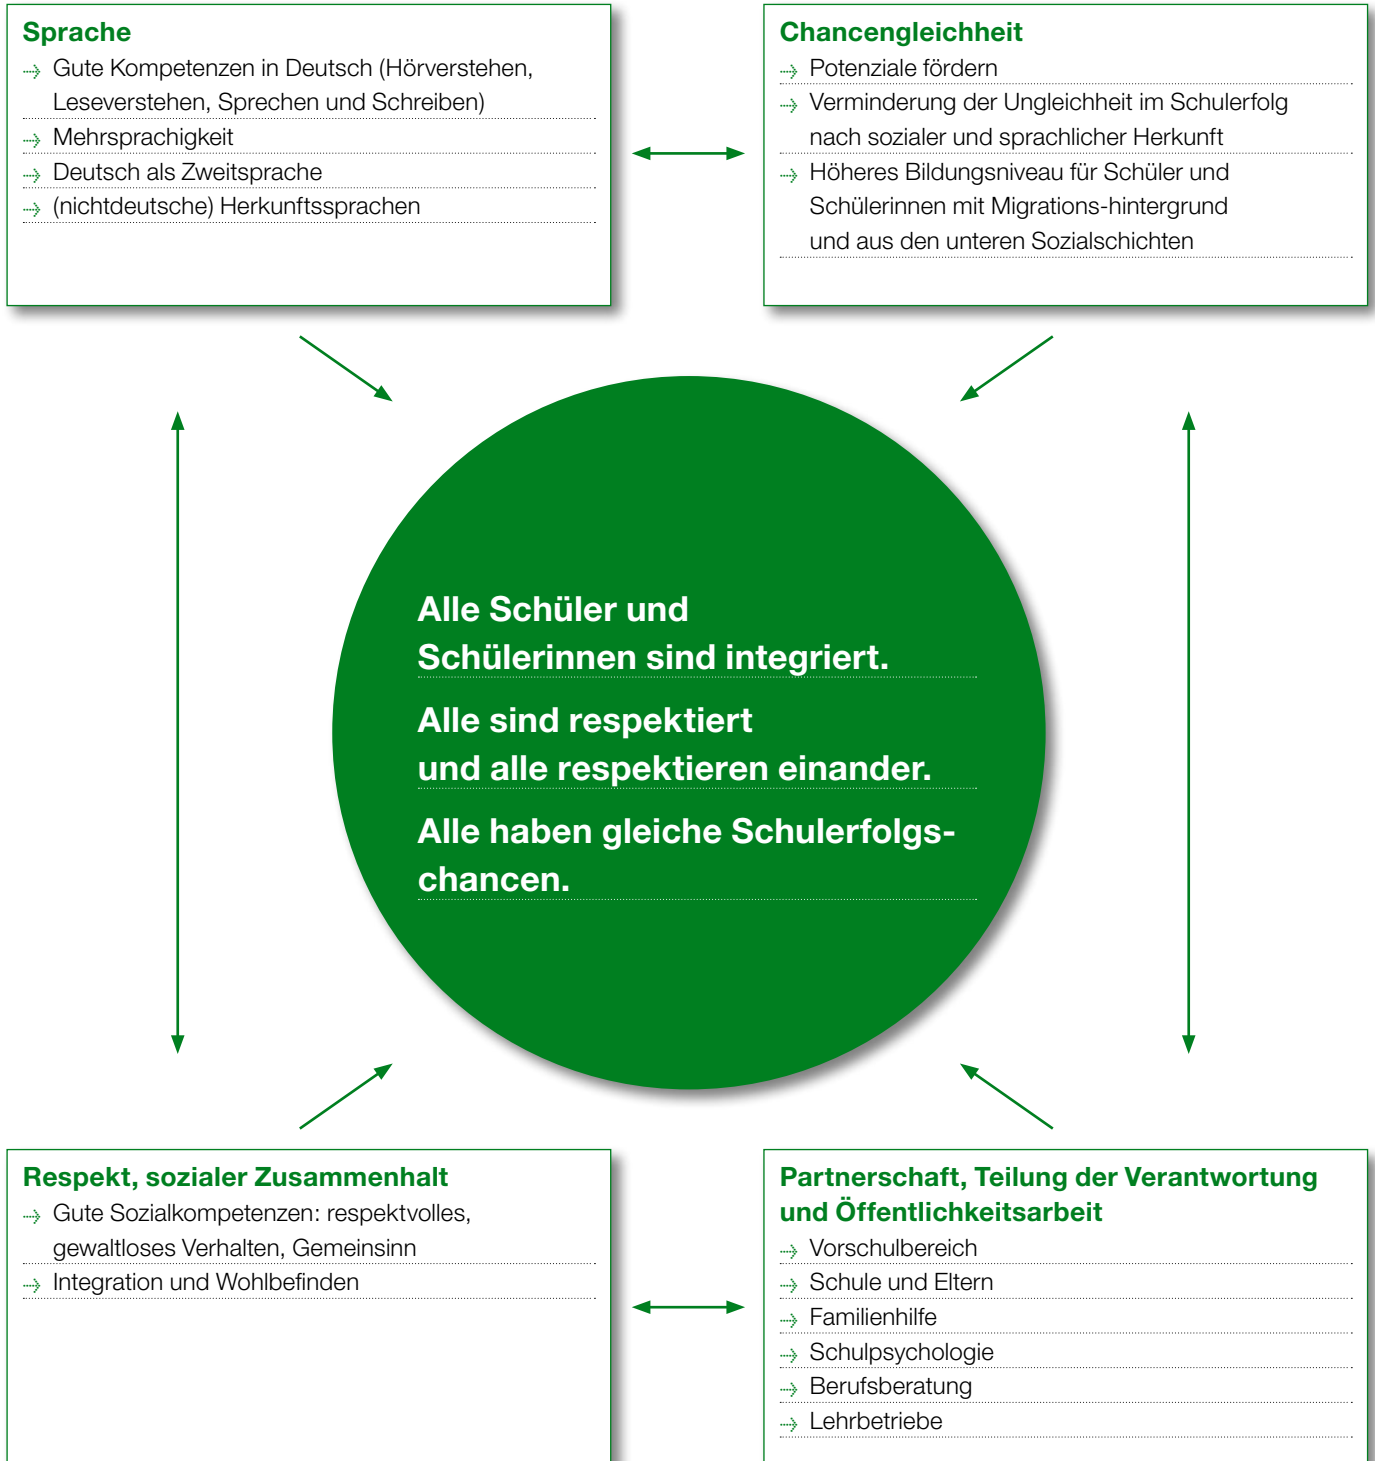 Sprache
Gute Kompetenzen in Deutsch (Hörverstehen,
Leseverstehen, Sprechen und Schreiben)
Mehrsprachigkeit
Deutsch als Zweitsprache
(nichtdeutsche) Herkunftssprachen
Chancengleichheit
Potenziale fördern
Verminderung der Ungleichheit im Schulerfolg
nach sozialer und sprachlicher Herkunft
Höheres Bildungsniveau für Schüler und
Schülerinnen mit Migrations-hintergrund
und aus den unteren Sozialschichten
Alle Schüler und
Schülerinnen sind integriert.
Alle sind respektiert
und alle respektieren einander.
Alle haben gleiche Schulerfolgs-
chancen.
Respekt, sozialer Zusammenhalt
Gute Sozialkompetenzen: respektvolles,
gewaltloses Verhalten, Gemeinsinn
Integration und Wohlbefinden
Partnerschaft, Teilung der Verantwortung
und Öffentlichkeitsarbeit
Vorschulbereich
Schule und Eltern
Familienhilfe
Schulpsychologie
Berufsberatung
Lehrbetriebe